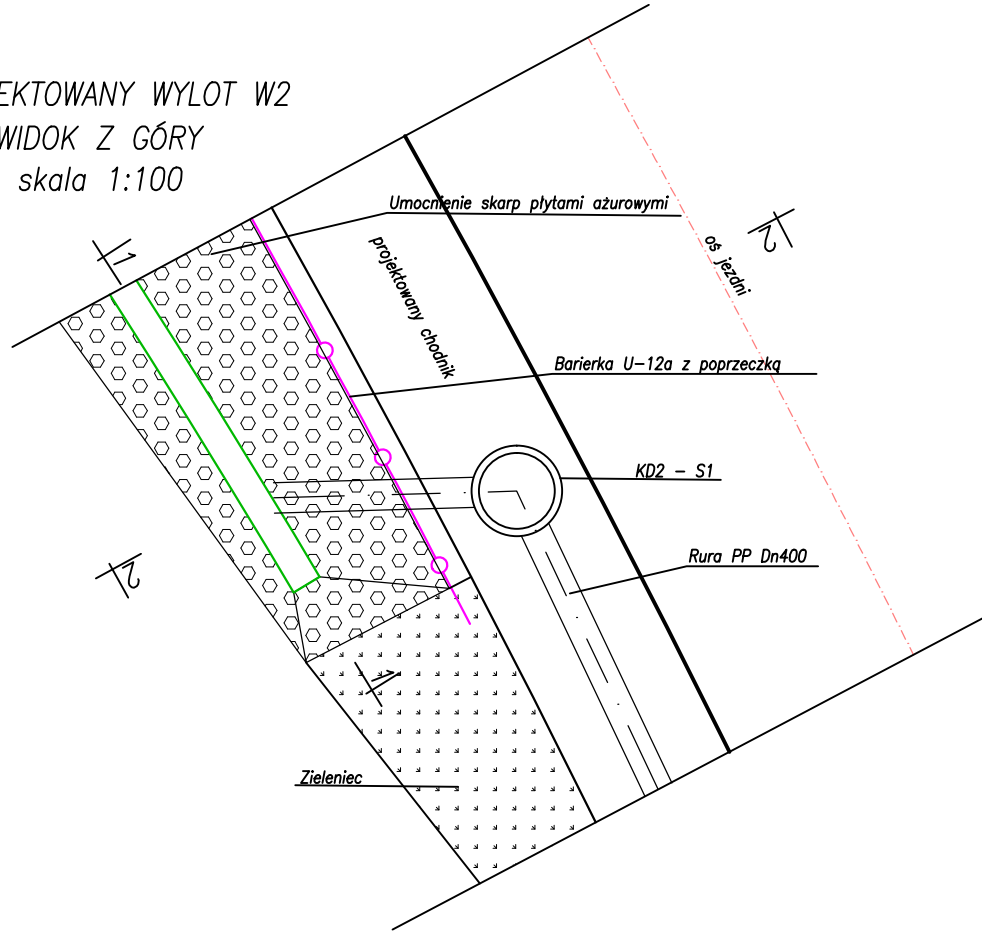 EKTOWANY WYLOT W2
WIDOK Z GÓRY
skala 1:100
Umocnienie skarp płytami ażurowymi
projektowany chodnik
oś jezdni
1
2
Barierka U-12a z poprzeczką
KD2 - S1
Rura PP Dn400
2
1
Zieleniec